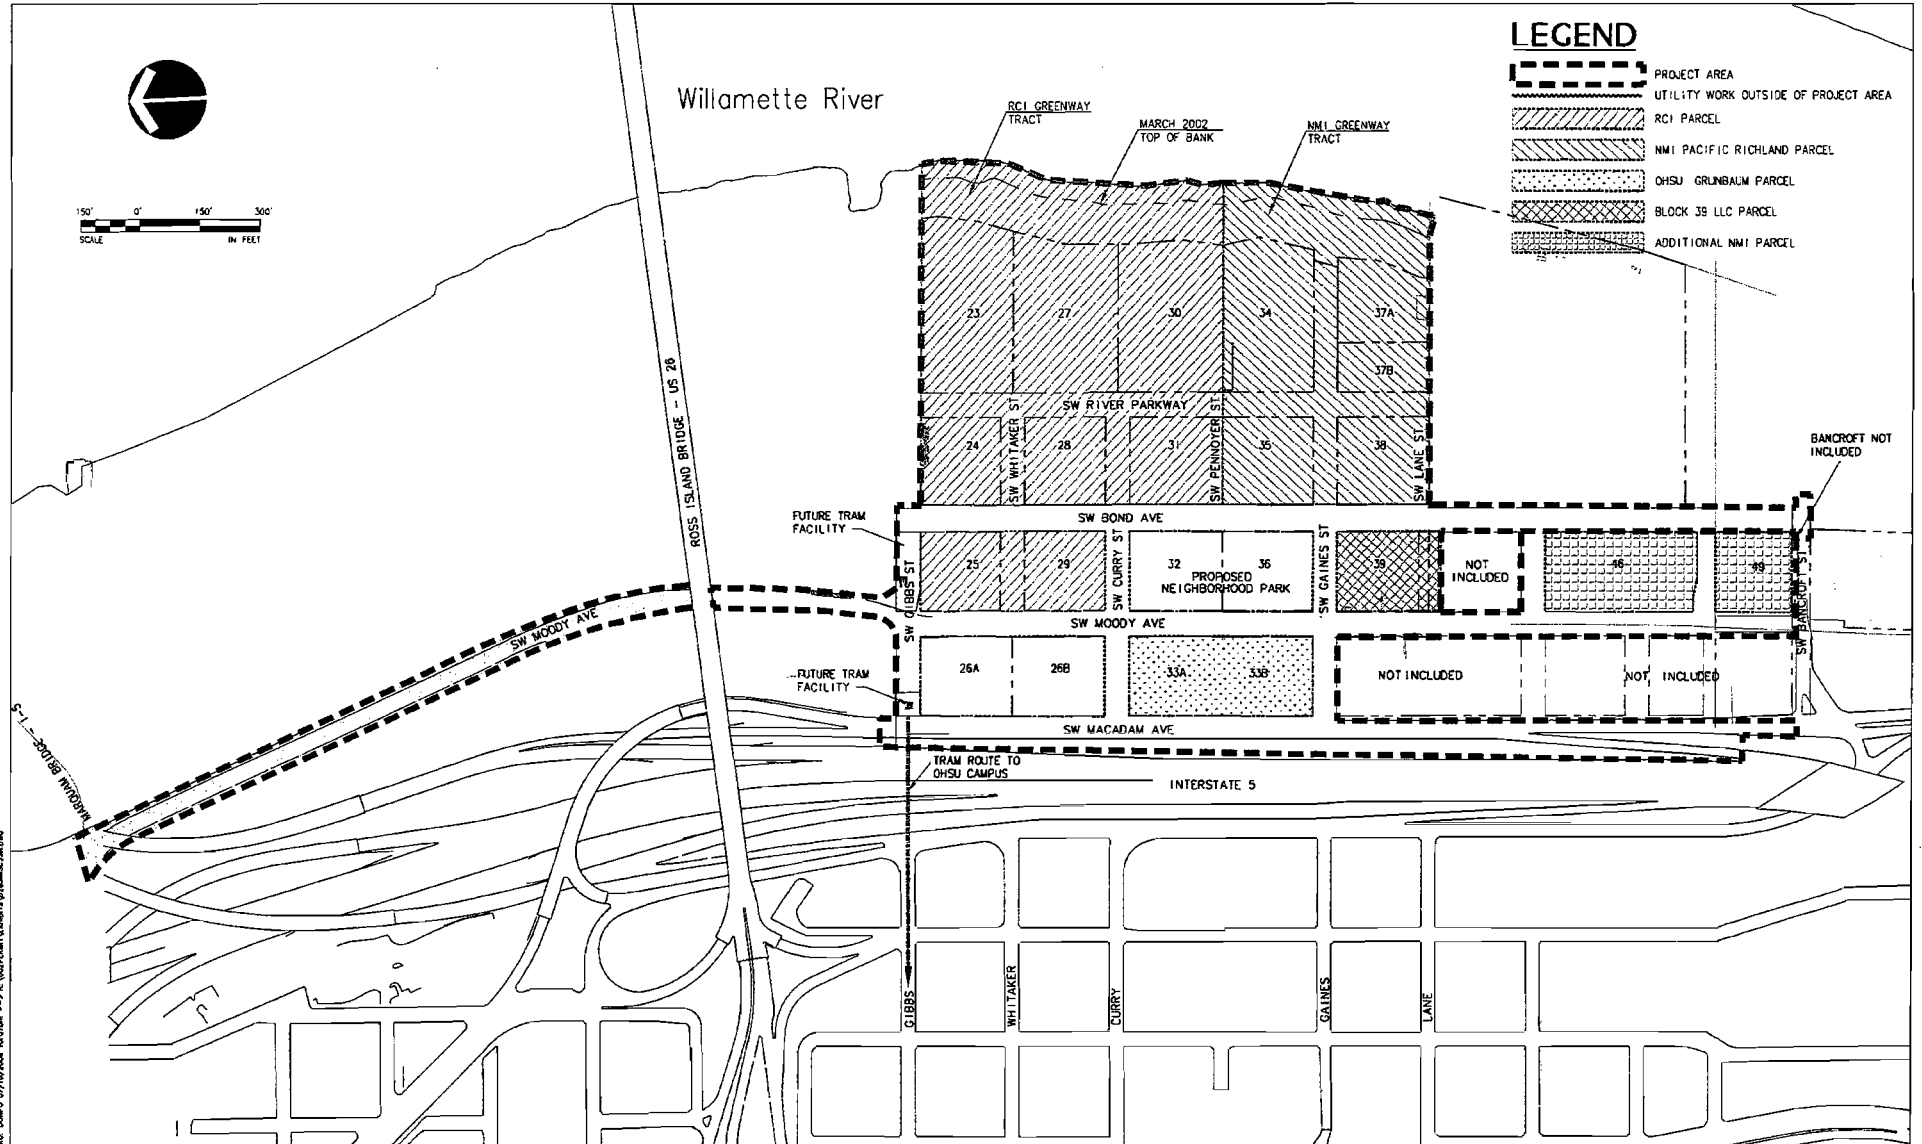 LEGEND
PROJECT AREA
UTILITY WORK OUTSIDE OF PROJECT AREA
RCI PARCEL
NMI PACIFIC RICHLAND PARCEL
OHSU GRUNBAUM PARCEL
BLOCK 39 LLC PARCEL
ADDITIONAL NMI PARCEL
Willamette River
RCI GREENWAY
TRACT
MARCH 2002
TOP OF BANK
NMI GREENWAY
TRACT
150' 0' 150' 300'
SCALE IN FEET
23 27 30 34 37A
37B
SW RIVER PARKWAY
24 28 31 35 38
SW WHITAKER ST
SW PENNOYER ST
SW LANE ST
BANCROFT NOT
INCLUDED
ROSS ISLAND BRIDGE - US 26
FUTURE TRAM
FACILITY
SW BOND AVE
SW GIBBS ST
25 29
SW CURRY ST
32 36
PROPOSED
NEIGHBORHOOD PARK
SW GAINES ST
39
NOT
INCLUDED
46
49
SW BANCROFT ST
SW MOODY AVE
SW MOODY AVE
FUTURE TRAM
FACILITY
26A 26B 33A 33B
NOT INCLUDED
NOT INCLUDED
SW MACADAM AVE
MARQUAM BRIDGE - I-5
TRAM ROUTE TO
OHSU CAMPUS
INTERSTATE 5
GIBBS
WHITAKER
CURRY
GAINES
LANE